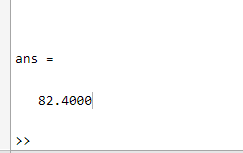 ans =
82.4000
>>